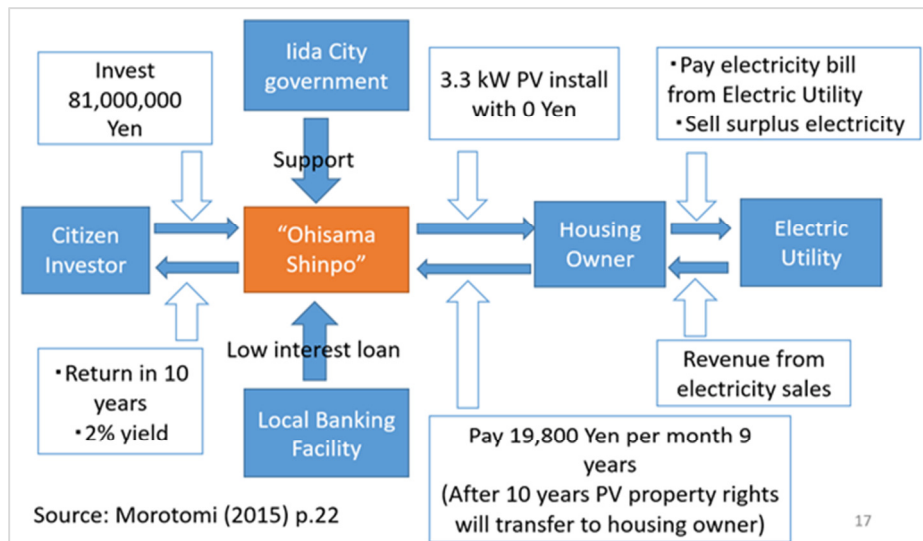 Invest
81,000,000
Yen
Iida City
government
3.3 kW PV install
with 0 Yen
・Pay electricity bill
from Electric Utility
・Sell surplus electricity
Support
Citizen
Investor
"Ohisama
Shinpo"
Housing
Owner
Electric
Utility
・Return in 10
years
・2% yield
Low interest loan
Local Banking
Facility
Revenue from
electricity sales
Pay 19,800 Yen per month 9
years
(After 10 years PV property rights
will transfer to housing owner)
Source: Morotomi (2015) p.22
17